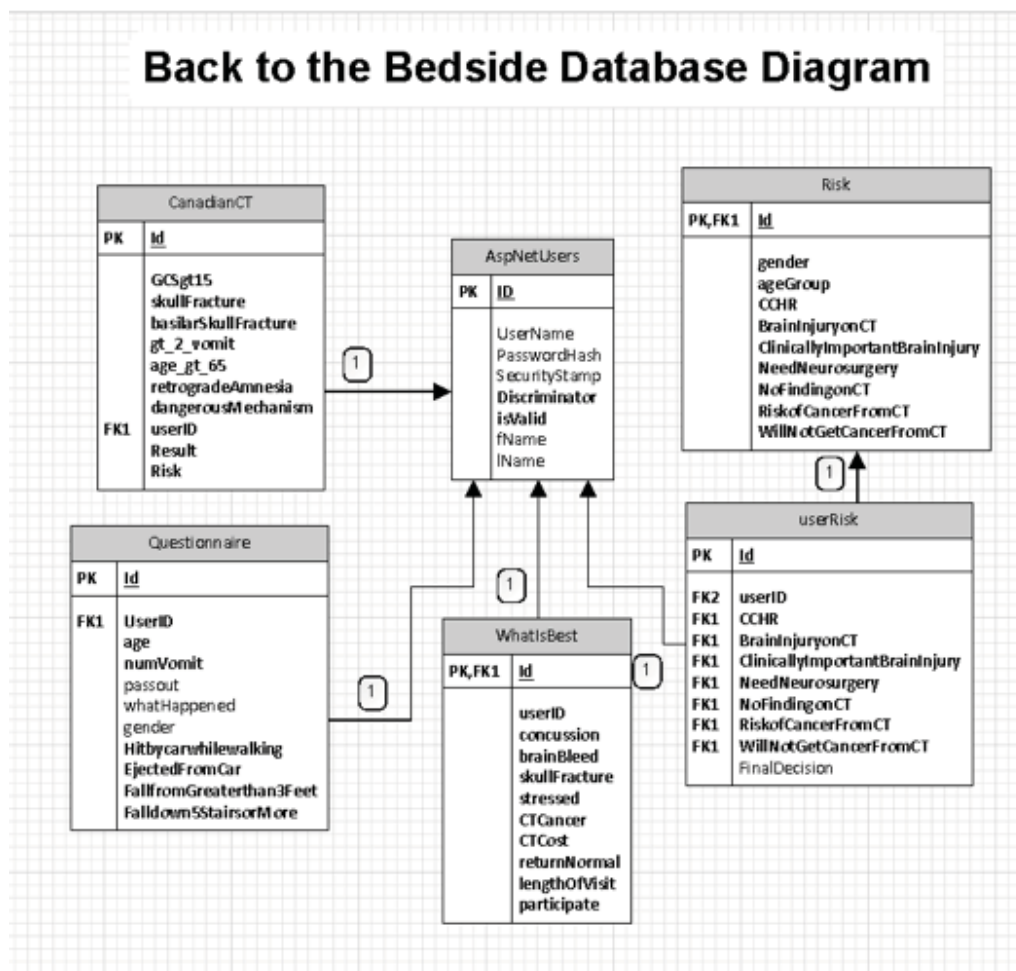 Back to the Bedside Database Diagram
CanadianCT
PK Id
GCSgt15
skullFracture
basilarSkullFracture
gt_2_vomit
age_gt_65
retrogradeAmnesia
dangerousMechanism
FK1 userID
Result
Risk
1
AspNetUsers
PK ID
UserName
PasswordHash
SecurityStamp
Discriminator
isValid
fName
lName
Risk
PK,FK1 Id
gender
ageGroup
CCHR
BrainInjuryonCT
ClinicallyImportantBrainInjury
NeedNeurosurgery
NoFindingonCT
RiskofCancerFromCT
WillNotGetCancerFromCT
1
Questionnaire
PK Id
FK1 UserID
age
numVomit
passout
whatHappened
gender
Hitbycarwhilewalking
EjectedFromCar
FallfromGreaterthan3Feet
Falldown5StairsorMore
1
1
WhatIsBest
PK,FK1 Id
userID
concussion
brainBleed
skullFracture
stressed
CTCancer
CTCost
returnNormal
lengthOfVisit
participate
1
userRisk
PK Id
FK2 userID
FK1 CCHR
FK1 BrainInjuryonCT
FK1 ClinicallyImportantBrainInjury
FK1 NeedNeurosurgery
FK1 NoFindingonCT
FK1 RiskofCancerFromCT
FK1 WillNotGetCancerFromCT
FinalDecision